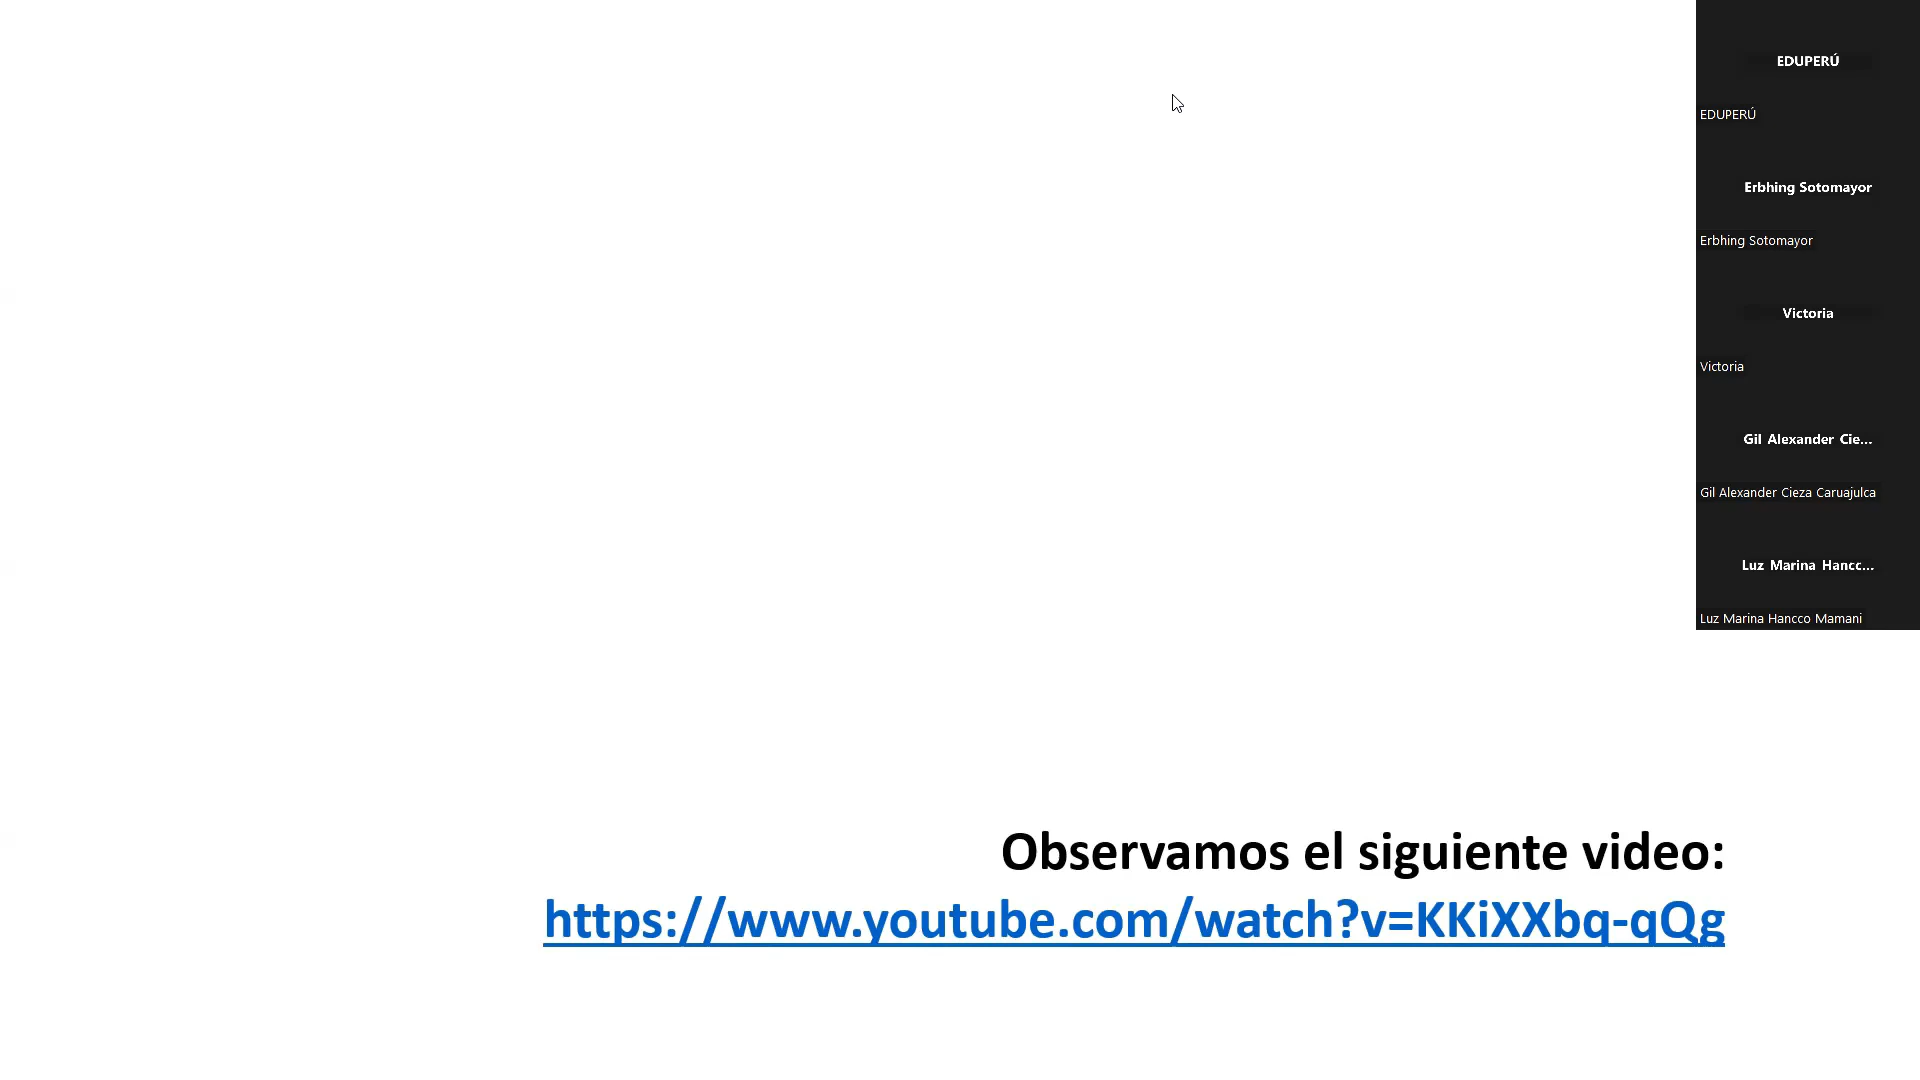 EDUPERÚ
EDUPERÚ
Erbhing Sotomayor
Erbhing Sotomayor
Victoria
Victoria
Gil Alexander Cie...
Gil Alexander Cieza Caruajulca
Luz Marina Hancc...
Luz Marina Hancco Mamani
Observamos el siguiente video:
https://www.youtube.com/watch?v=KKiXXbq-qQg